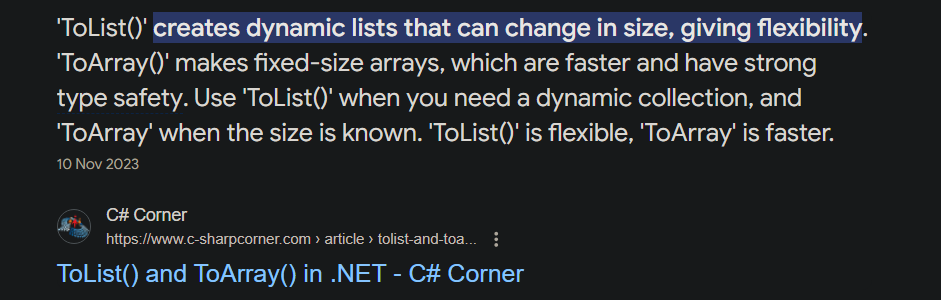 'ToList()' creates dynamic lists that can change in size, giving flexibility.
'ToArray()' makes fixed-size arrays, which are faster and have strong
type safety. Use 'ToList()' when you need a dynamic collection, and
'ToArray' when the size is known. 'ToList()' is flexible, 'ToArray' is faster.
10 Nov 2023
C# Corner
https://www.c-sharpcorner.com › article › tolist-and-toa...
ToList() and ToArray() in .NET - C# Corner